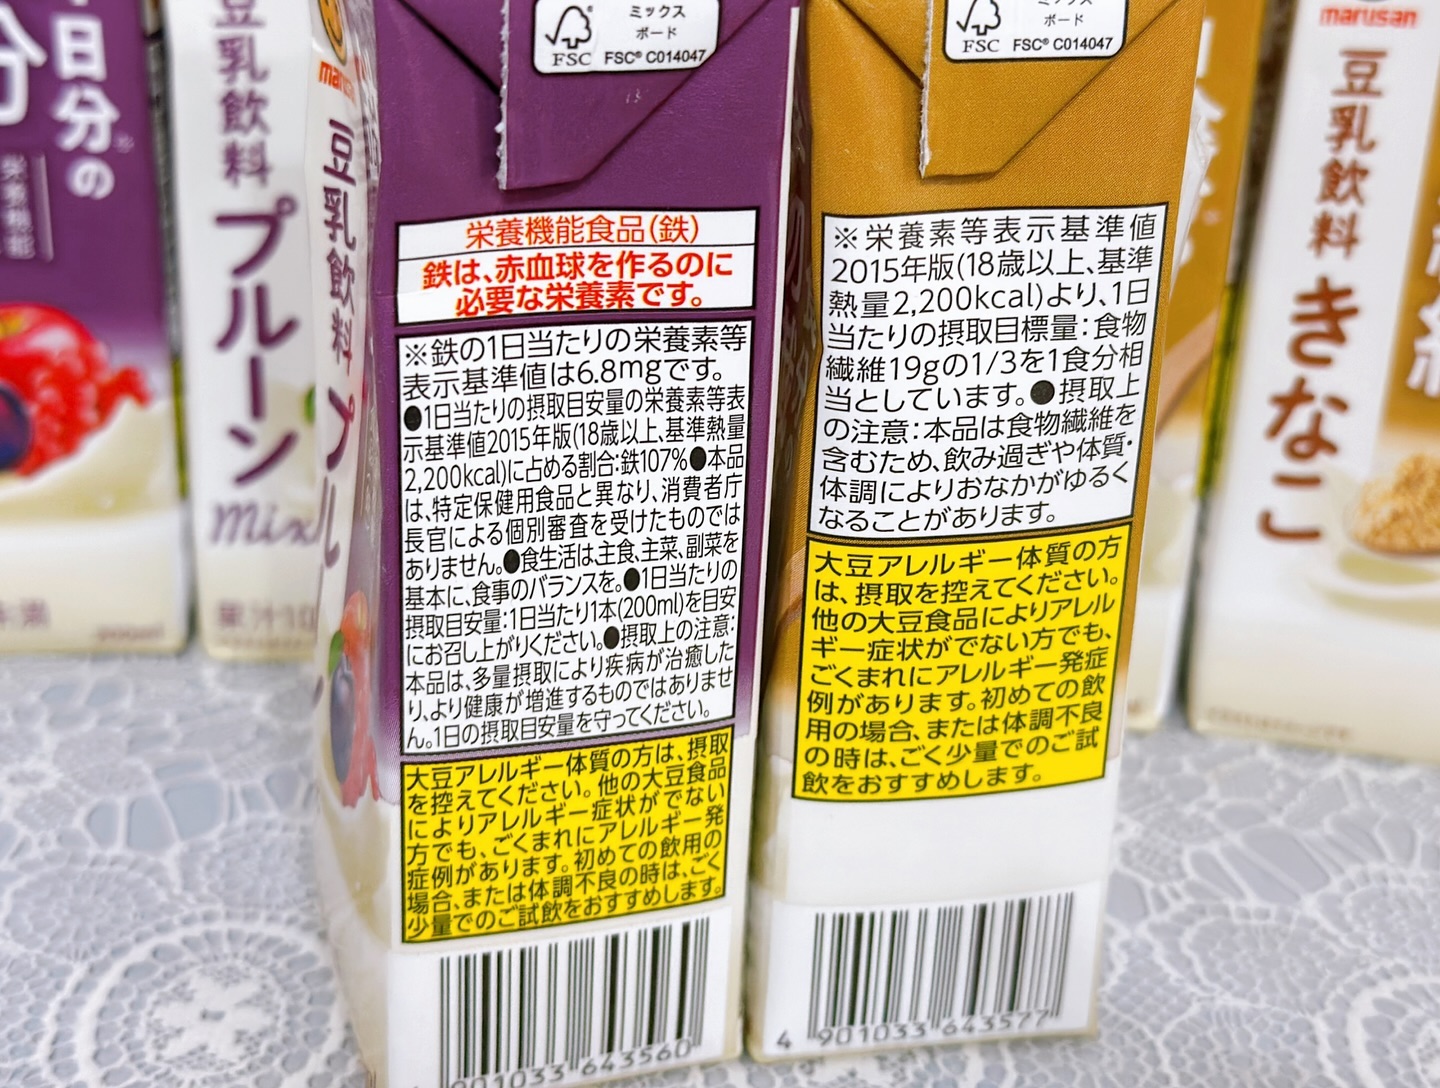 日分の
分
栄養機能
豆乳飲料
プルーン
Mix
果汁10
marusan
豆乳飲料
プル
ミックス
ボード
FSC
FSC® C014047
栄養機能食品(鉄)
鉄は、赤血球を作るのに
必要な栄養素です。
※鉄の1日当たりの栄養素等
表示基準値は6.8mgです。
●1日当たりの摂取目安量の栄養素等表
示基準値2015年版(18歳以上、基準熱量
2,200kcal)に占める割合:鉄107%●本品
は、特定保健用食品と異なり、消費者庁
長官による個別審査を受けたものでは
ありません。●食生活は、主食、主菜、副菜を
基本に、食事のバランスを。●1日当たりの
摂取目安量:1日当たり1本(200ml)を目安
にお召し上がりください。●摂取上の注意:
本品は、多量摂取により疾病が治癒した
り、より健康が増進するものではありませ
ん。1日の摂取目安量を守ってください。
大豆アレルギー体質の方は、摂取
を控えてください。他の大豆食品
によりアレルギー症状がでない
方でも、ごくまれにアレルギー発
症例があります。初めての飲用の
場合、または体調不良の時は、ごく
少量でのご試飲をおすすめします。
901033 643560
ミックス
ボード
FSC
FSC® C014047
※栄養素等表示基準値
2015年版(18歳以上、基準
熱量2,200kcal)より、1日
当たりの摂取目標量:食物
繊維19gの1/3を1食分相
当としています。●摂取上
の注意:本品は食物繊維を
含むため、飲み過ぎや体質・
体調によりおなかがゆるく
なることがあります。
大豆アレルギー体質の方
は、摂取を控えてください。
他の大豆食品によりアレル
ギー症状がでない方でも、
ごくまれにアレルギー発症
例があります。初めての飲
用の場合、または体調不良
の時は、ごく少量でのご試
飲をおすすめします。
4 901033 643577
marusan
豆乳飲料
きなこ